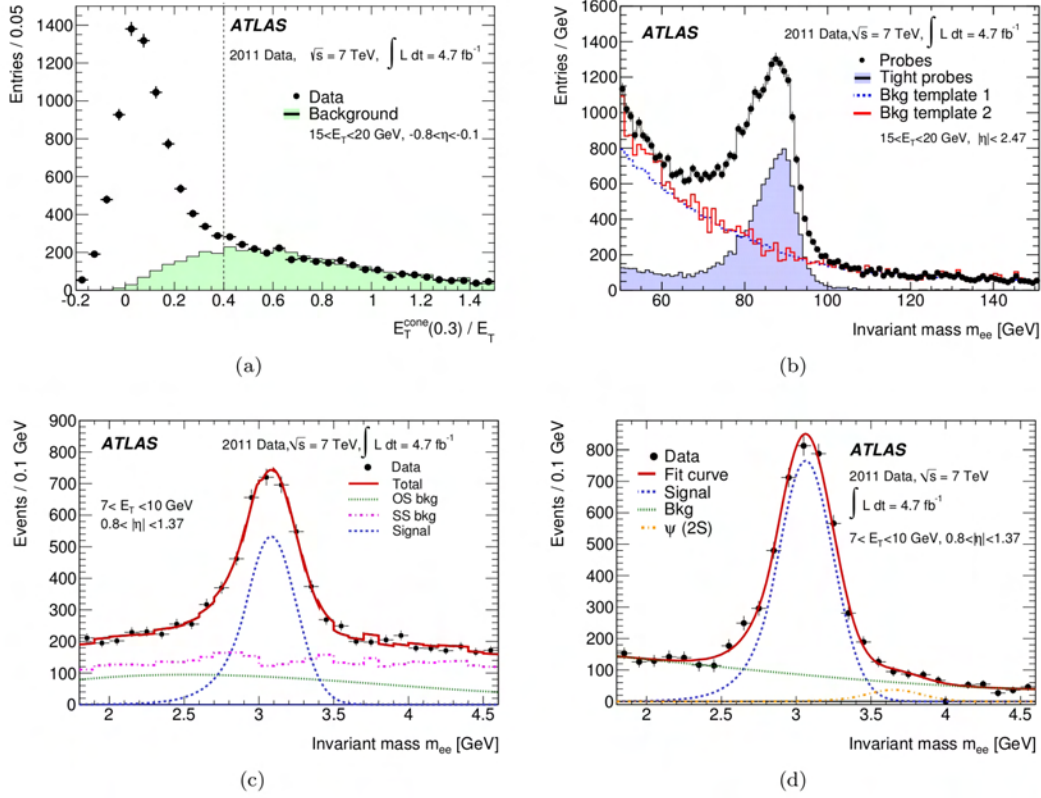 Entries / 0.05
1400
1200
1000
800
600
400
200
0
-0.2 0 0.2 0.4 0.6 0.8 1 1.2 1.4
E_T^cone(0.3) / E_T
ATLAS
2011 Data, √s = 7 TeV, ∫ L dt = 4.7 fb⁻¹
Data
Background
15<E_T<20 GeV, -0.8<η<-0.1
(a)
Entries / GeV
1600
1400
1200
1000
800
600
400
200
0
60 80 100 120 140
Invariant mass m_ee [GeV]
ATLAS
2011 Data,√s = 7 TeV, ∫ L dt = 4.7 fb⁻¹
Probes
Tight probes
Bkg template 1
Bkg template 2
15<E_T<20 GeV, |η|< 2.47
(b)
Events / 0.1 GeV
900
800
700
600
500
400
300
200
100
0
2 2.5 3 3.5 4 4.5
Invariant mass m_ee [GeV]
ATLAS
2011 Data,√s = 7 TeV, ∫ L dt = 4.7 fb⁻¹
7< E_T <10 GeV
0.8< |η| <1.37
Data
Total
OS bkg
SS bkg
Signal
(c)
Events / 0.1 GeV
800
700
600
500
400
300
200
100
0
2 2.5 3 3.5 4 4.5
Invariant mass m_ee [GeV]
Data
Fit curve
Signal
Bkg
ψ (2S)
ATLAS
2011 Data, √s = 7 TeV
∫ L dt = 4.7 fb⁻¹
7< E_T<10 GeV, 0.8<|η|<1.37
(d)